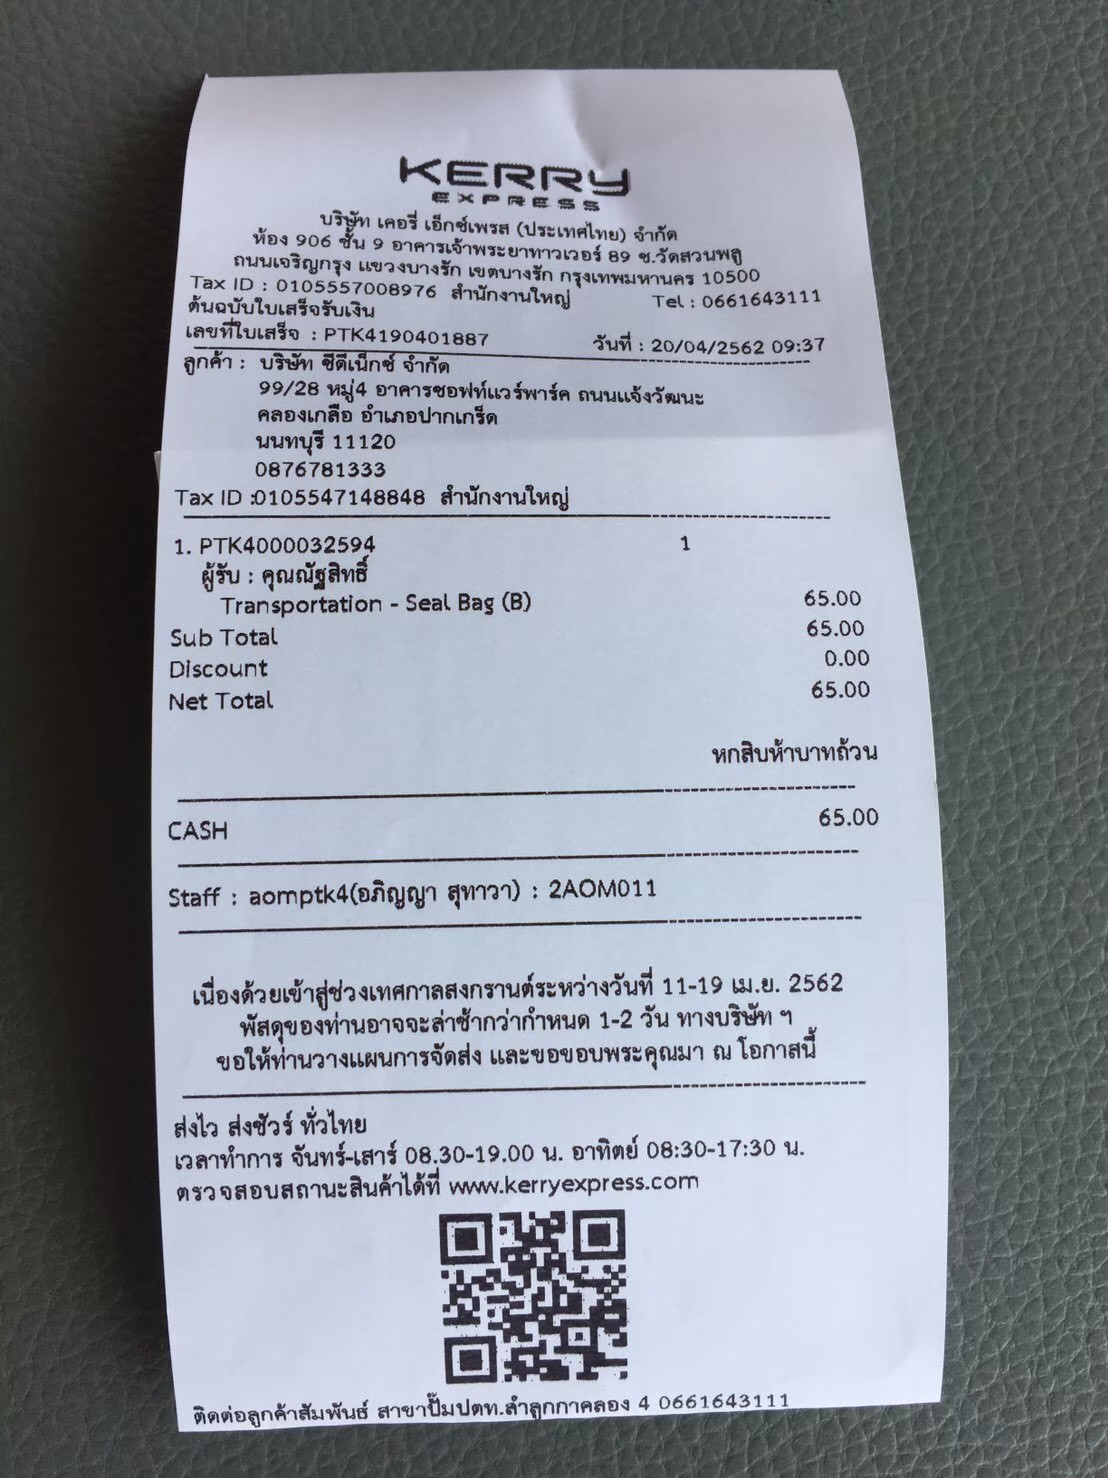 KERRY
EXPRESS
บริษัท เคอรี่ เอ็กซ์เพรส (ประเทศไทย) จำกัด
ห้อง 906 ชั้น 9 อาคารเจ้าพระยาทาวเวอร์ 89 ซ.วัดสวนพลู
ถนนเจริญกรุง แขวงบางรัก เขตบางรัก กรุงเทพมหานคร 10500
Tax ID : 0105557008976 สำนักงานใหญ่ Tel : 0661643111
ต้นฉบับใบเสร็จรับเงิน
เลขที่ใบเสร็จ : PTK4190401887 วันที่ : 20/04/2562 09:37
ลูกค้า : บริษัท ซีดีเน็กซ์ จำกัด
99/28 หมู่4 อาคารซอฟท์แวร์พาร์ค ถนนแจ้งวัฒนะ
คลองเกลือ อำเภอปากเกร็ด
นนทบุรี 11120
0876781333
Tax ID :0105547148848 สำนักงานใหญ่
1. PTK4000032594 1
ผู้รับ : คุณณัฐสิทธิ์
Transportation - Seal Bag (B) 65.00
Sub Total 65.00
Discount 0.00
Net Total 65.00
หกสิบห้าบาทถ้วน
CASH 65.00
Staff : aomptk4(อภิญญา สุทาวา) : 2AOM011
เนื่องด้วยเข้าสู่ช่วงเทศกาลสงกรานต์ระหว่างวันที่ 11-19 เม.ย. 2562
พัสดุของท่านอาจจะล่าช้ากว่ากำหนด 1-2 วัน ทางบริษัท ฯ
ขอให้ท่านวางแผนการจัดส่ง และขอขอบพระคุณมา ณ โอกาสนี้
ส่งไว ส่งชัวร์ ทั่วไทย
เวลาทำการ จันทร์-เสาร์ 08.30-19.00 น. อาทิตย์ 08:30-17:30 น.
ตรวจสอบสถานะสินค้าได้ที่ www.kerryexpress.com
ติดต่อลูกค้าสัมพันธ์ สาขาปั๊มปตท.ลำลูกกาคลอง 4 0661643111